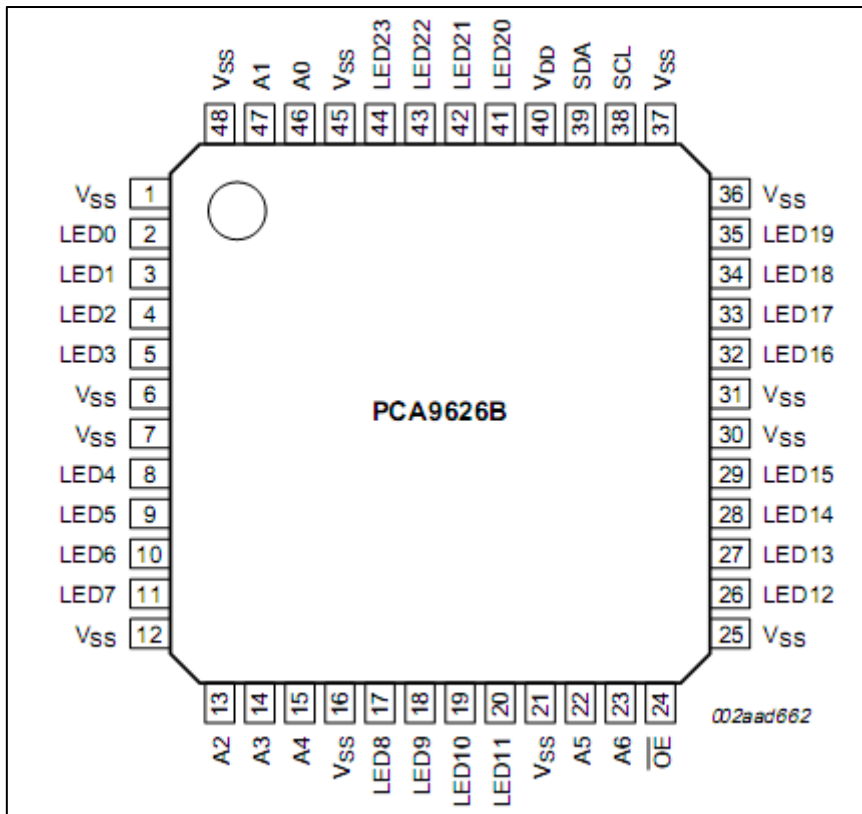 VSS A1 A0 VSS LED23 LED22 LED21 LED20 VDD SDA SCL VSS
48 47 46 45 44 43 42 41 40 39 38 37
VSS 1 36 VSS
LED0 2 35 LED19
LED1 3 34 LED18
LED2 4 33 LED17
LED3 5 32 LED16
VSS 6 31 VSS
PCA9626B
VSS 7 30 VSS
LED4 8 29 LED15
LED5 9 28 LED14
LED6 10 27 LED13
LED7 11 26 LED12
VSS 12 25 VSS
13 14 15 16 17 18 19 20 21 22 23 24
002aad662
A2 A3 A4 VSS LED8 LED9 LED10 LED11 VSS A5 A6 O̅E̅